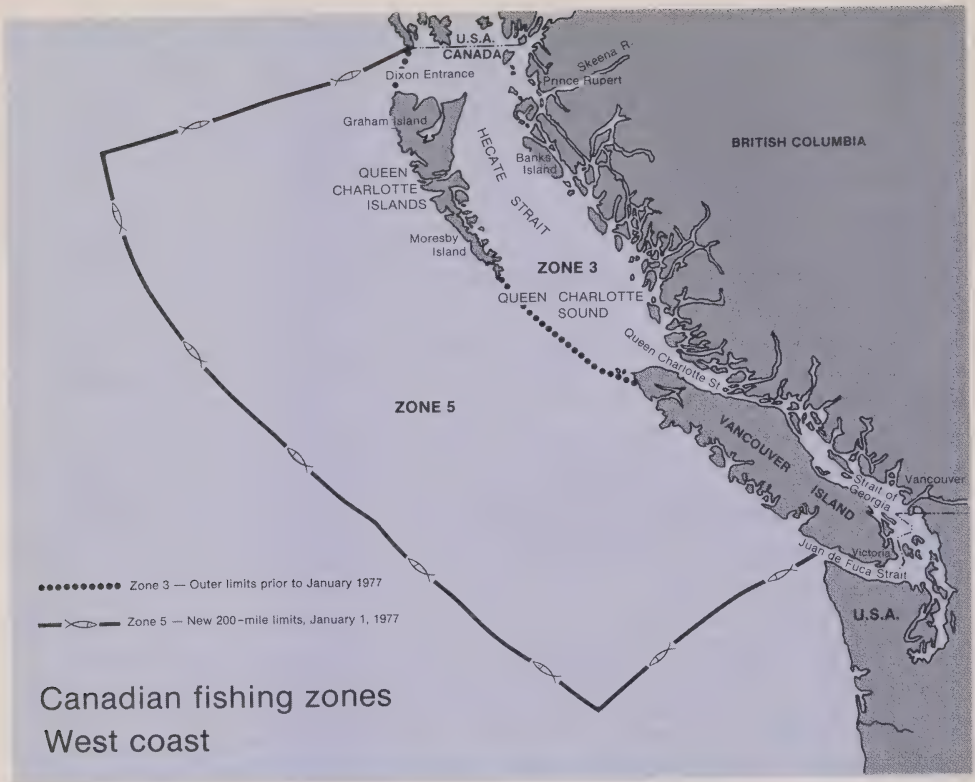 U.S.A.
CANADA
Dixon Entrance
Skeena R.
Prince Rupert
Graham Island
HECATE STRAIT
Banks
Island
BRITISH COLUMBIA
QUEEN
CHARLOTTE
ISLANDS
Moresby
Island
ZONE 3
QUEEN CHARLOTTE
SOUND
Queen Charlotte St
ZONE 5
VANCOUVER
ISLAND
Strait of
Georgia
Vancouver
Victoria
Juan de Fuca Strait
U.S.A.
Zone 3 — Outer limits prior to January 1977
Zone 5 — New 200-mile limits, January 1, 1977
Canadian fishing zones
West coast